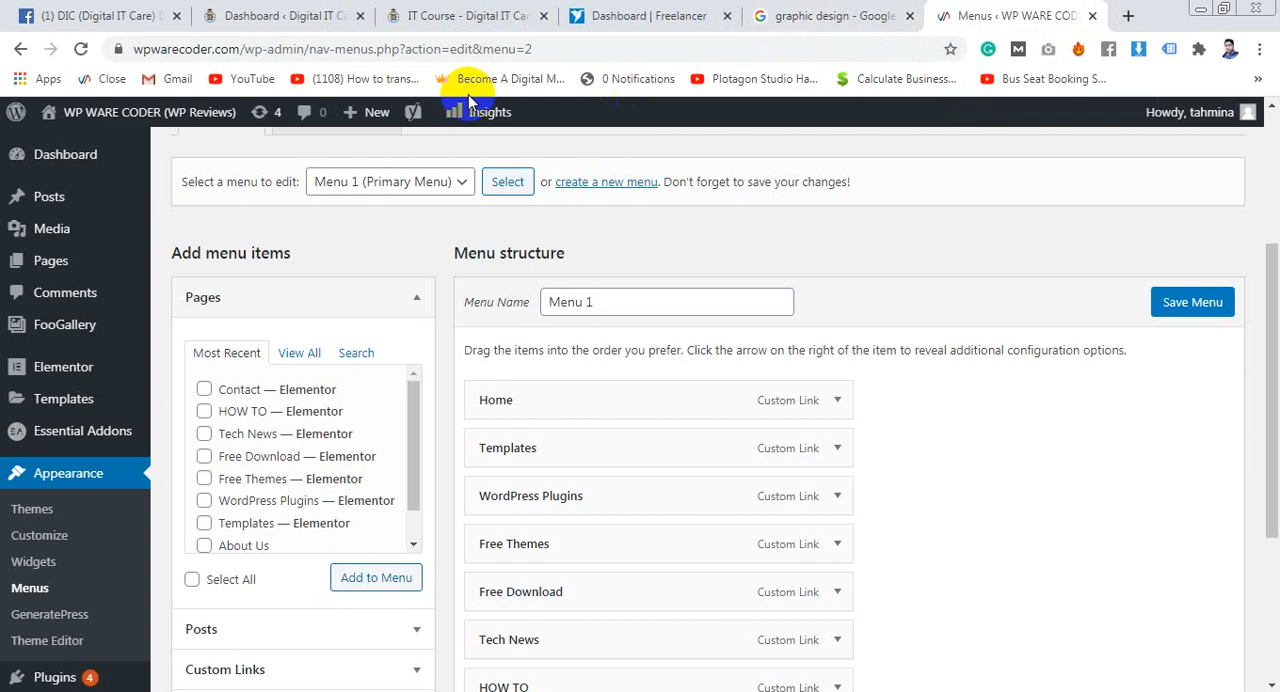 (1) DIC (Digital IT Care) D
Dashboard ‹ Digital IT C
IT Course - Digital IT Ca
Dashboard | Freelancer
graphic design - Google
Menus ‹ WP WARE COD
wpwarecoder.com/wp-admin/nav-menus.php?action=edit&menu=2
Apps
Close
Gmail
YouTube
(1108) How to trans...
Become A Digital M...
0 Notifications
Plotagon Studio Ha...
Calculate Business...
Bus Seat Booking S...
»
WP WARE CODER (WP Reviews)
4
0
New
Insights
Howdy, tahmina
Dashboard
Posts
Media
Pages
Comments
FooGallery
Elementor
Templates
Essential Addons
Appearance
Themes
Customize
Widgets
Menus
GeneratePress
Theme Editor
Plugins 4
Select a menu to edit: Menu 1 (Primary Menu) Select or create a new menu. Don't forget to save your changes!
Add menu items
Pages
Most Recent View All Search
Contact — Elementor
HOW TO — Elementor
Tech News — Elementor
Free Download — Elementor
Free Themes — Elementor
WordPress Plugins — Elementor
Templates — Elementor
About Us
Select All Add to Menu
Posts
Custom Links
Menu structure
Menu Name Menu 1 Save Menu
Drag the items into the order you prefer. Click the arrow on the right of the item to reveal additional configuration options.
Home Custom Link
Templates Custom Link
WordPress Plugins Custom Link
Free Themes Custom Link
Free Download Custom Link
Tech News Custom Link
HOW TO Custom Link